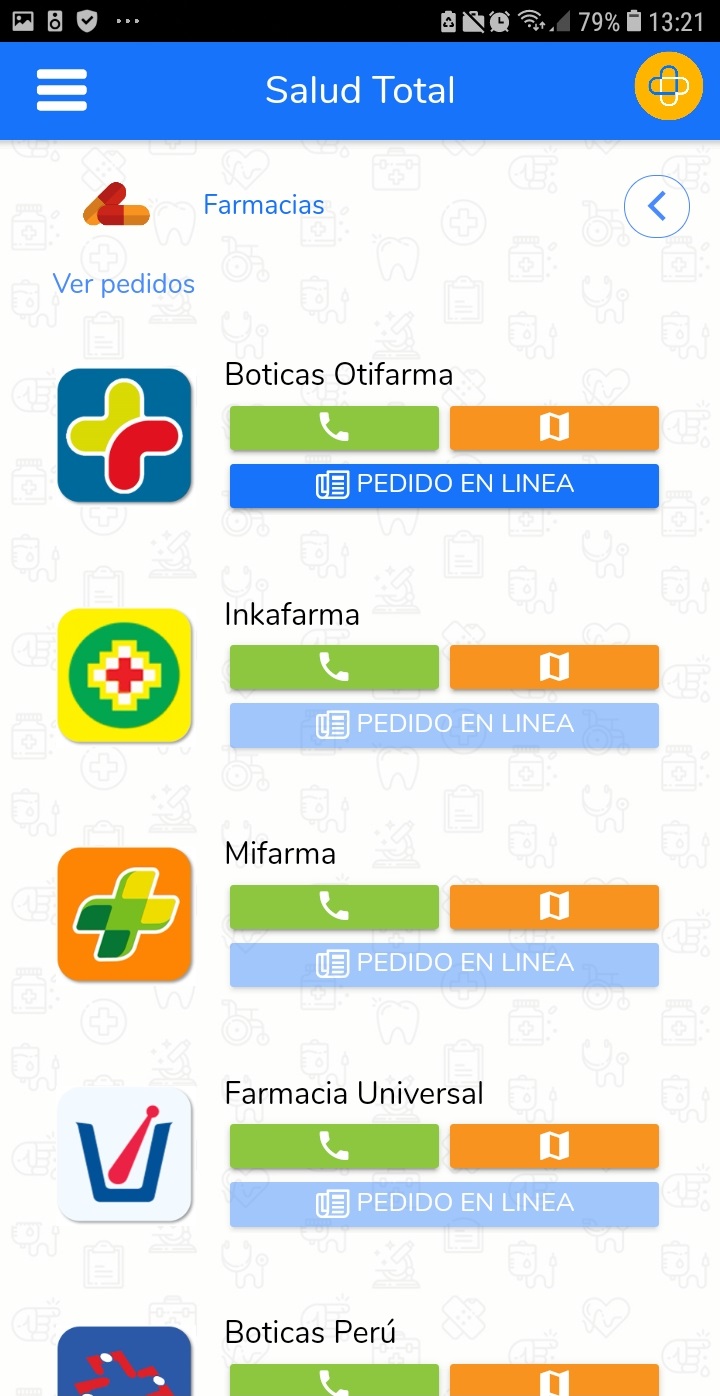 79% 13:21
Salud Total
Farmacias
Ver pedidos
Boticas Otifarma
PEDIDO EN LINEA
Inkafarma
PEDIDO EN LINEA
Mifarma
PEDIDO EN LINEA
Farmacia Universal
PEDIDO EN LINEA
Boticas Perú